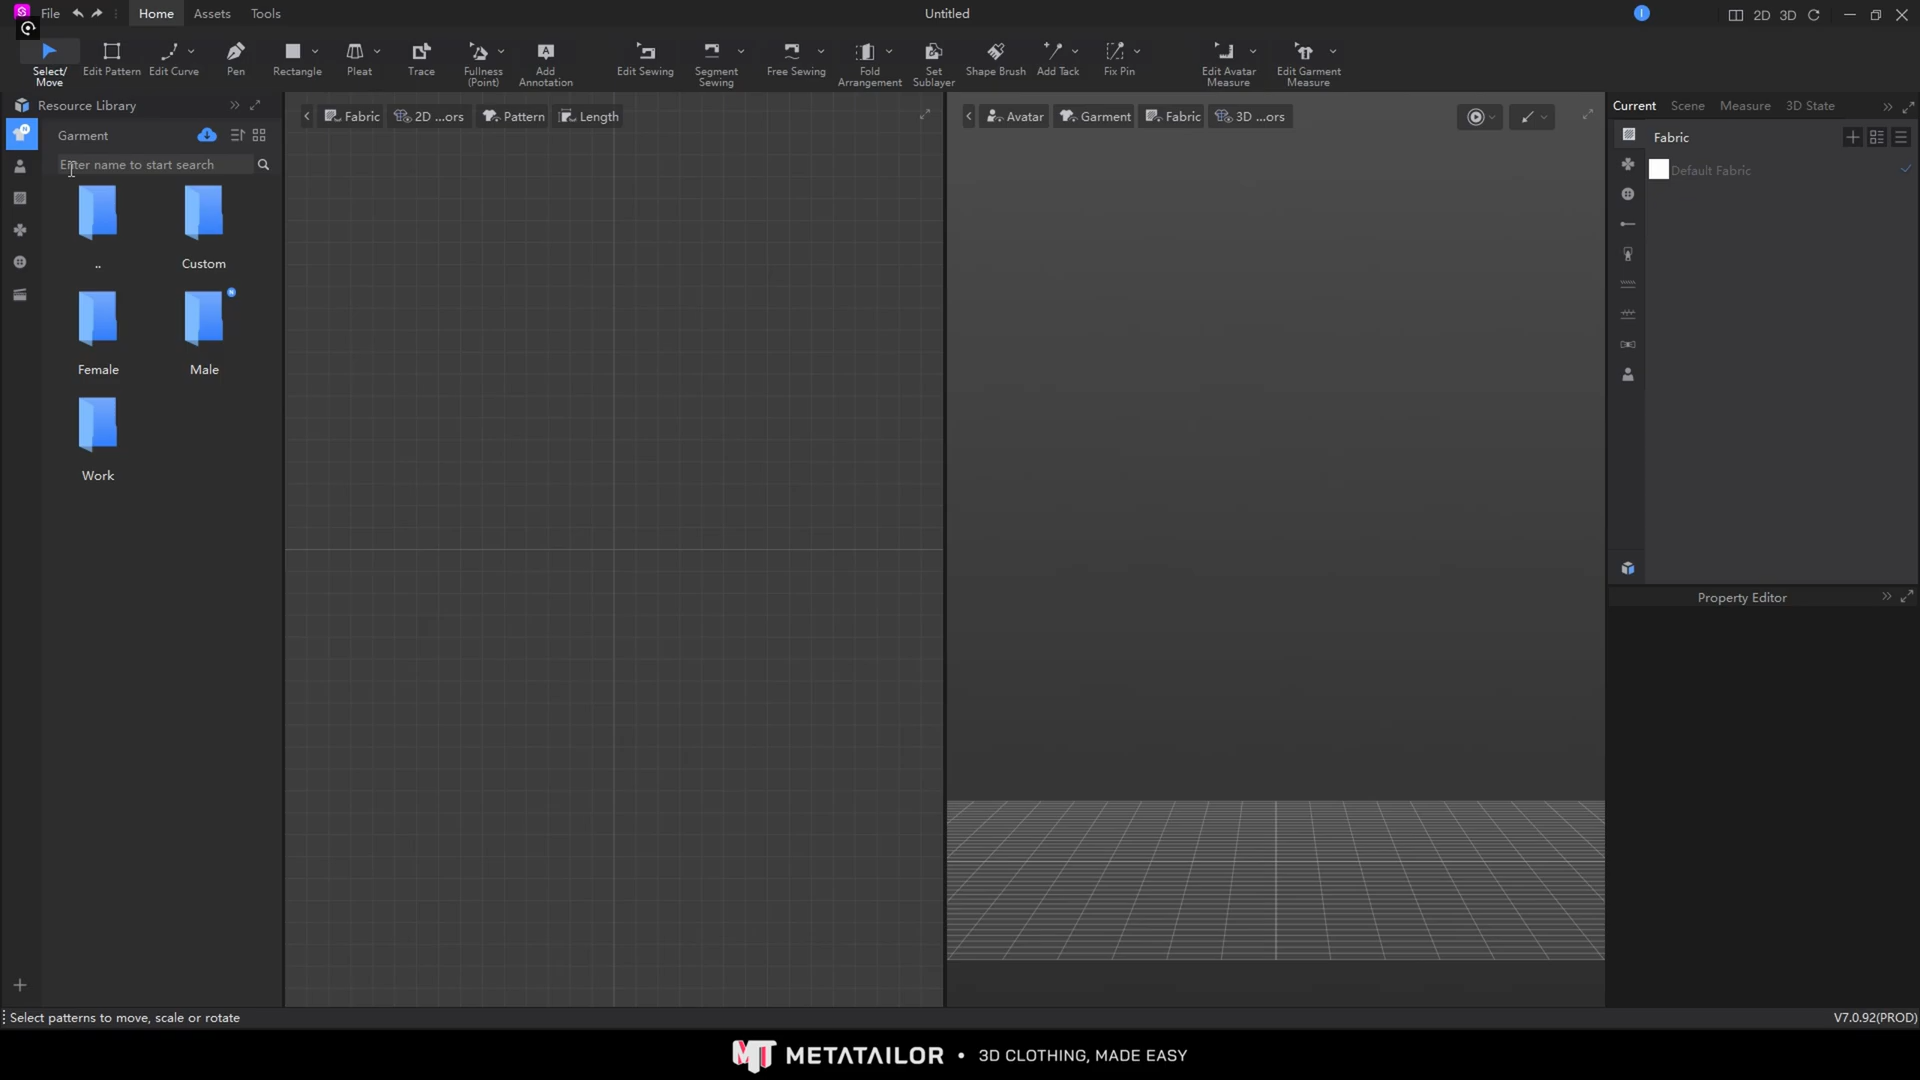 File
Home
Assets
Tools
Untitled
2D
3D
Select/
Move
Edit Pattern
Edit Curve
Pen
Rectangle
Pleat
Trace
Fullness
(Point)
Add
Annotation
Edit Sewing
Segment
Sewing
Free Sewing
Fold
Arrangement
Set
Sublayer
Shape Brush
Add Tack
Fix Pin
Edit Avatar
Measure
Edit Garment
Measure
Resource Library
Garment
Enter name to start search
..
Custom
Female
Male
Work
Fabric
2D ...ors
Pattern
Length
Avatar
Garment
Fabric
3D ...ors
Current
Scene
Measure
3D State
Fabric
Default Fabric
Property Editor
Select patterns to move, scale or rotate
V7.0.92(PROD)
METATAILOR • 3D CLOTHING, MADE EASY